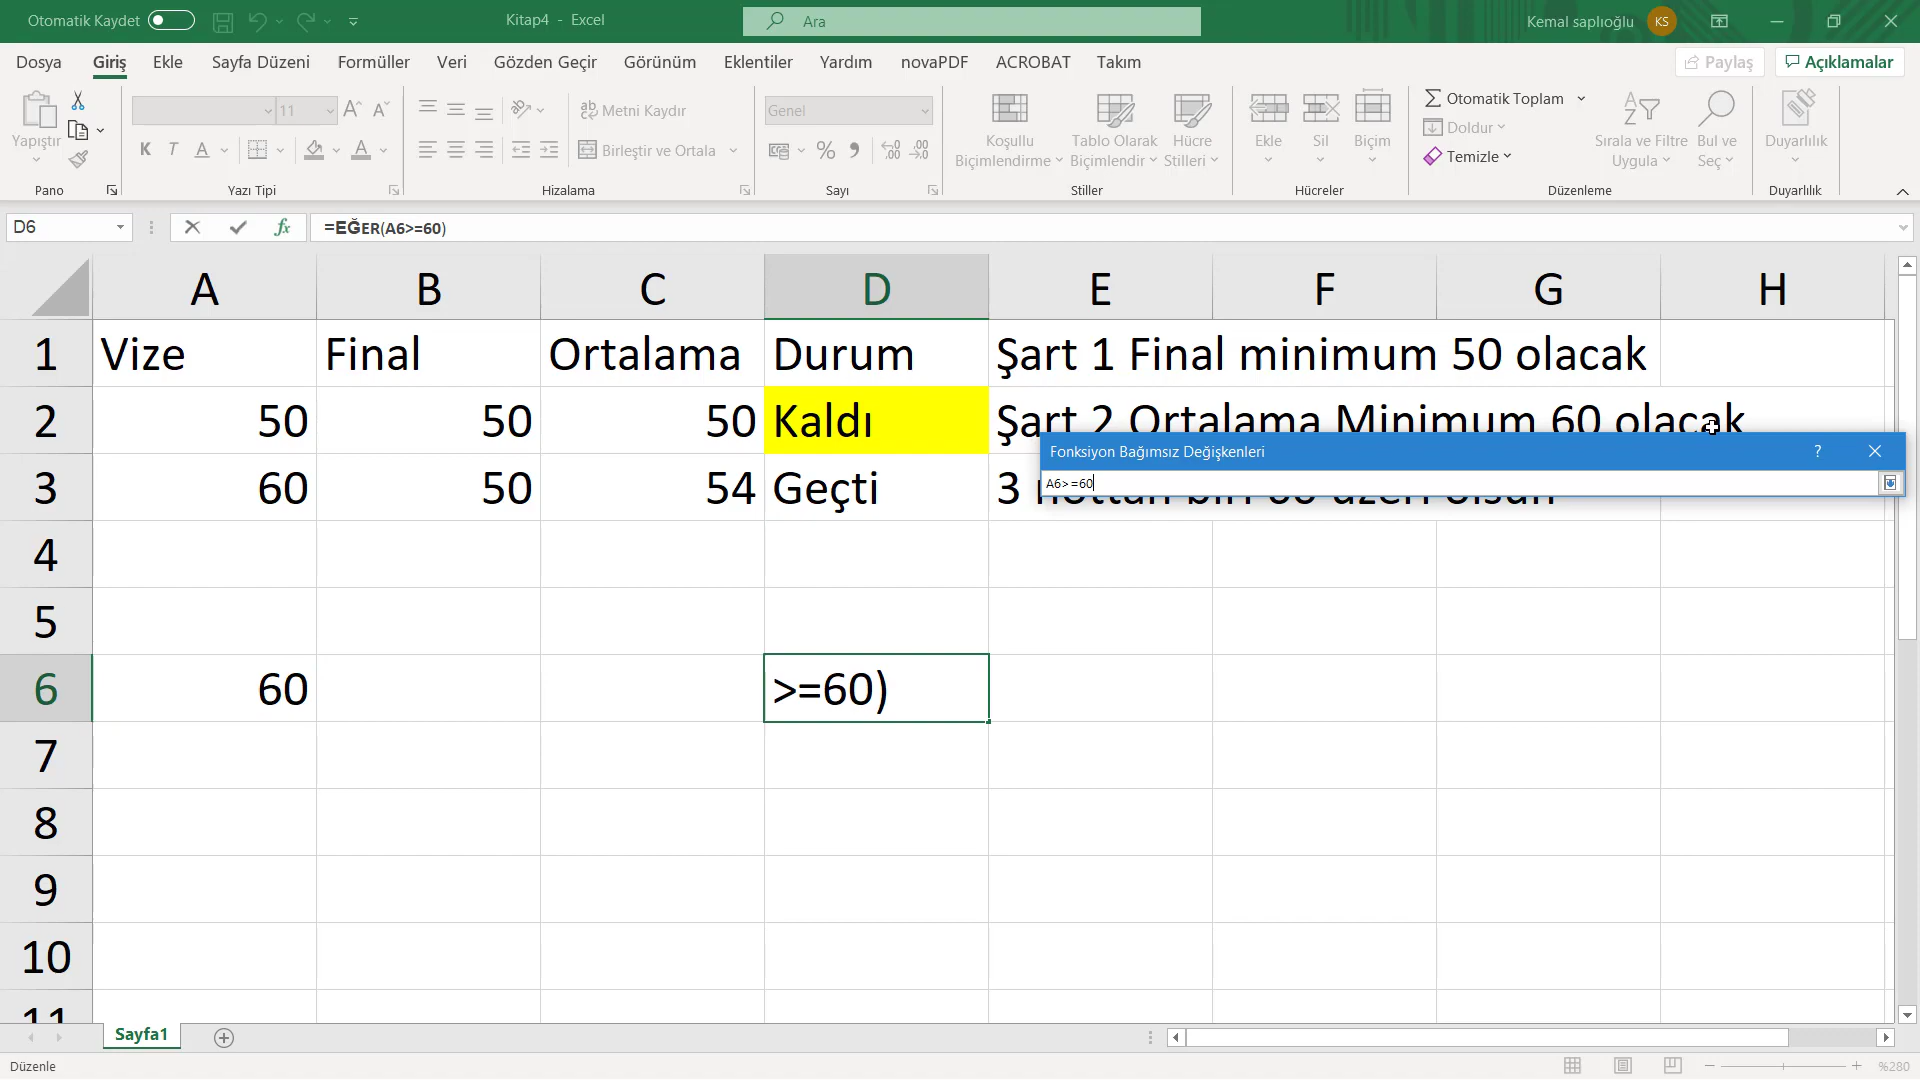 Otomatik Kaydet
Kitap4 - Excel
Ara
Kemal saplıoğlu
KS
Dosya Giriş Ekle Sayfa Düzeni Formüller Veri Gözden Geçir Görünüm Eklentiler Yardım novaPDF ACROBAT Takım
Paylaş
Açıklamalar
Yapıştır
11
K T A
Metni Kaydır
Birleştir ve Ortala
Genel
Koşullu
Biçimlendirme
Tablo Olarak
Biçimlendir
Hücre
Stilleri
Ekle
Sil
Biçim
Otomatik Toplam
Doldur
Temizle
Sırala ve Filtre
Uygula
Bul ve
Seç
Duyarlılık
Pano Yazı Tipi Hizalama Sayı Stiller Hücreler Düzenleme Duyarlılık
D6
fx
=EĞER(A6>=60)
A B C D E F G H
1 Vize Final Ortalama Durum Şart 1 Final minimum 50 olacak
2 50 50 50 Kaldı Şart 2 Ortalama Minimum 60 olacak
Fonksiyon Bağımsız Değişkenleri ?
A6>=60
3 60 50 54 Geçti 3
4
5
6 60 >=60)
7
8
9
10
11
Sayfa1
Düzenle
%280